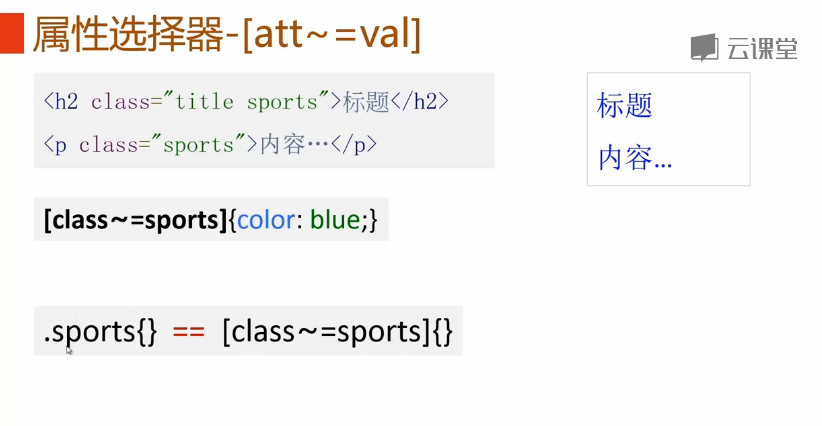 属性选择器-[att~=val]
云课堂
<h2 class="title sports">标题</h2>
<p class="sports">内容…</p>
标题
内容...
[class~=sports]{color: blue;}
.sports{} == [class~=sports]{}